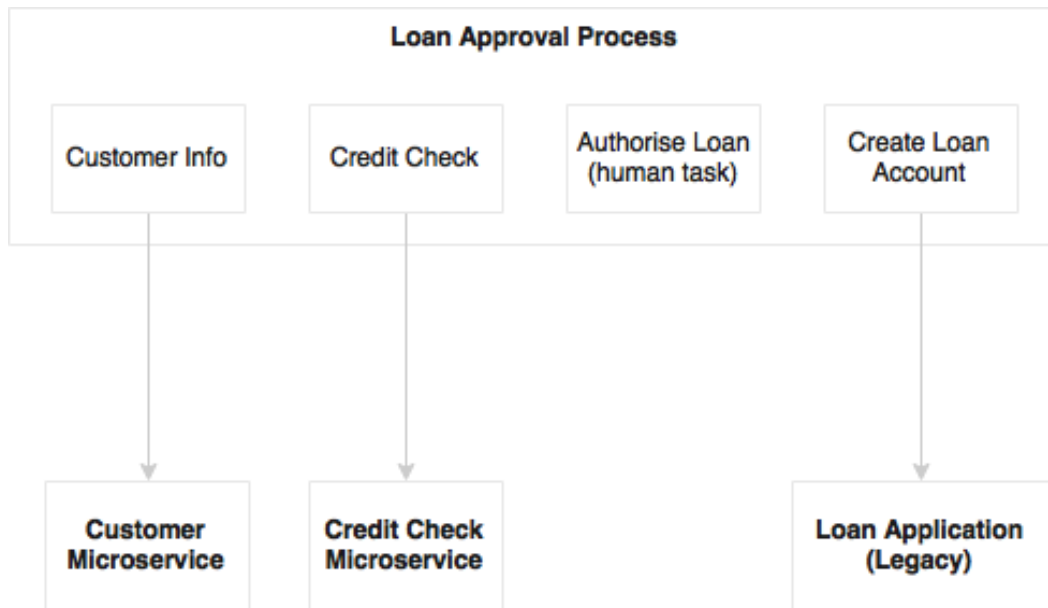 Loan Approval Process
Customer Info
Credit Check
Authorise Loan
(human task)
Create Loan
Account
Customer
Microservice
Credit Check
Microservice
Loan Application
(Legacy)